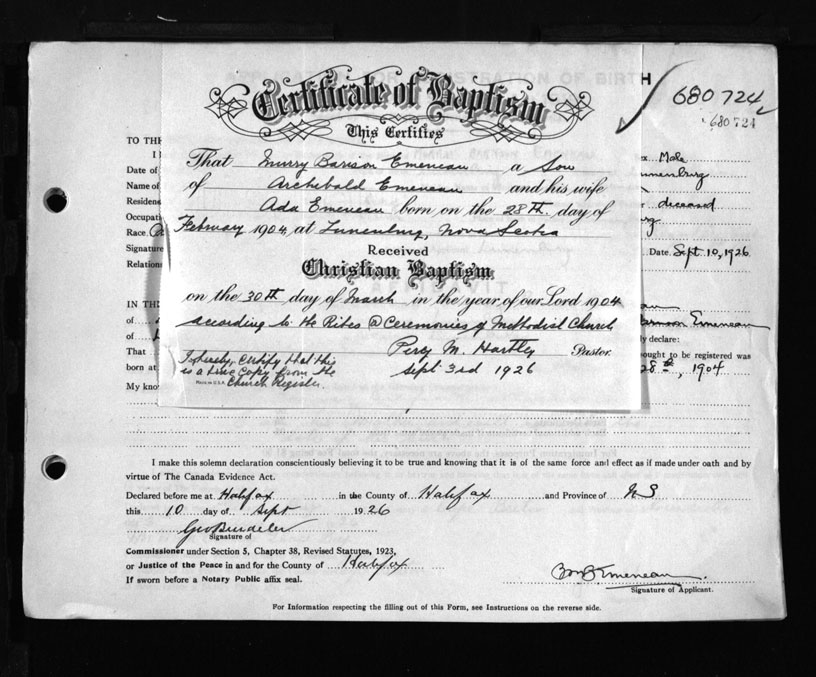 680724
680724
Certificate of Baptism
This Certifies
That Murry Barison Emeneau a Son
of Archibald Emeneau and his wife
Ada Emeneau born on the 28th day of
February 1904, at Lunenburg, Nova Scotia
Received
Christian Baptism
on the 30th day of March in the year of our Lord 1904
according to the Rites @ Ceremonies of Methodist Church
Percy M. Hartley Pastor.
I hereby certify that this
is a true copy from the
Church Register.
MADE IN U.S.A.
Sept 3rd 1926
TO THE
Date of
Name of
Residence
Occupation
Race.
Signature
Relation
Male
deceased
Date. Sept. 10, 1926
IN THE
of
of
That
born at
My know
Emeneau
declare:
ought to be registered was
28th, 1904
I make this solemn declaration conscientiously believing it to be true and knowing that it is of the same force and effect as if made under oath and by
virtue of The Canada Evidence Act.
Declared before me at Halifax in the County of Halifax and Province of NS
this 10 day of Sept 1926
Signature of
Commissioner under Section 5, Chapter 38, Revised Statutes, 1923,
or Justice of the Peace in and for the County of Halifax
If sworn before a Notary Public affix seal.
M B Emeneau.
Signature of Applicant.
For Information respecting the filling out of this Form, see Instructions on the reverse side.